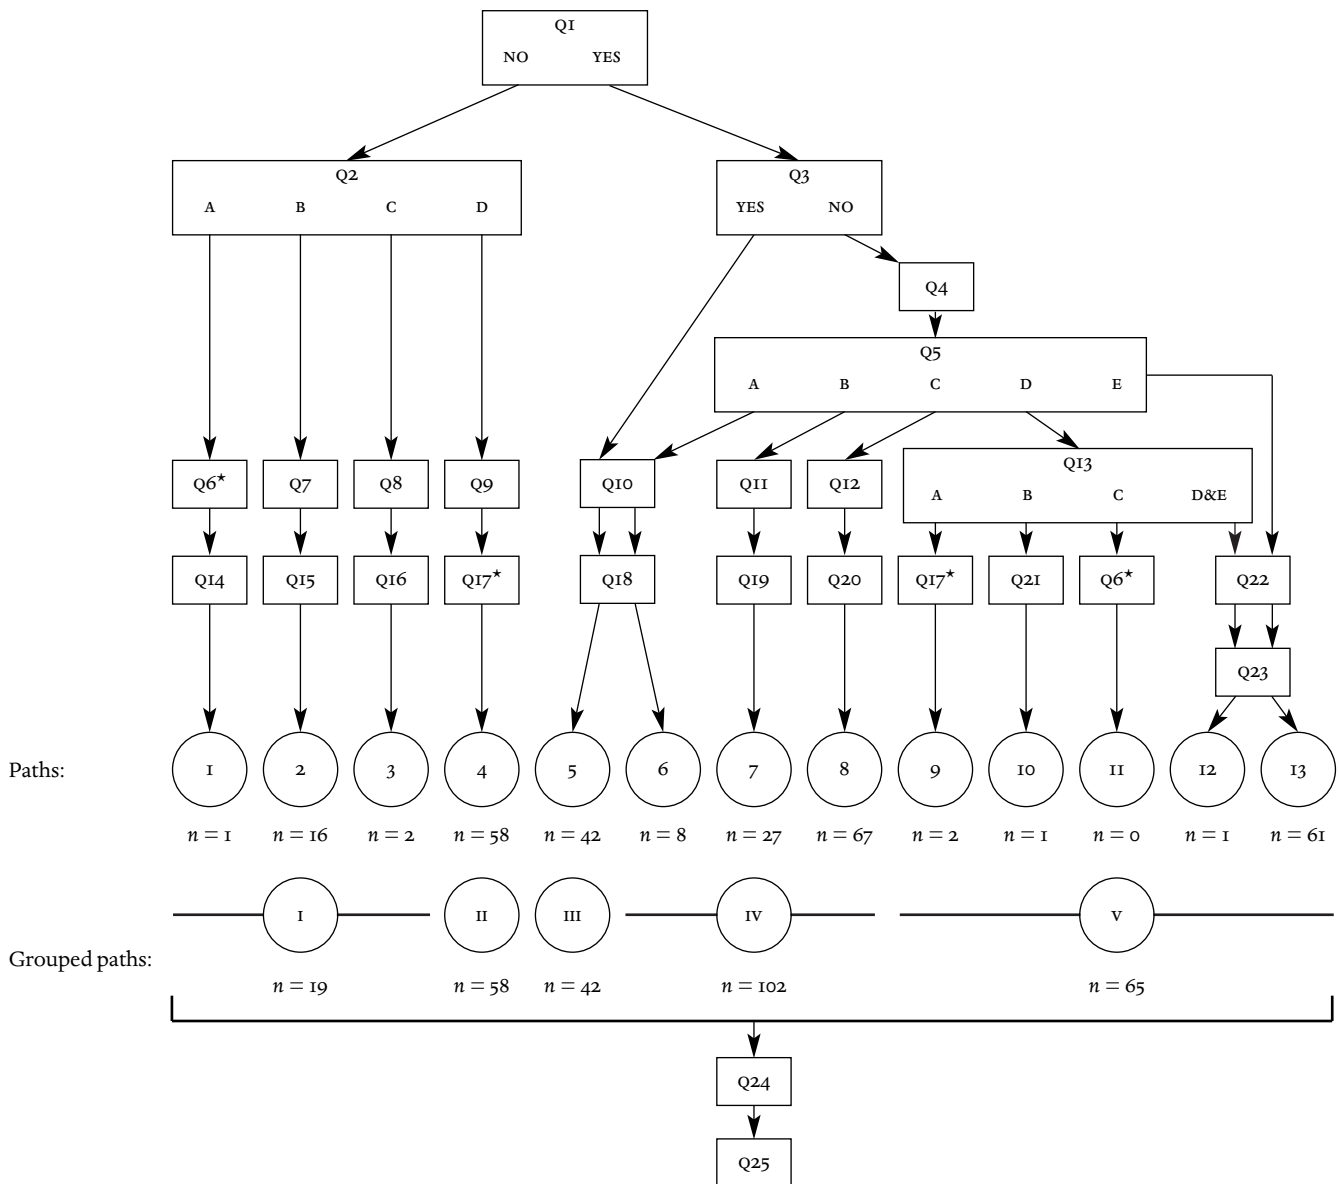 Q1
NO YES
Q2
A B C D
Q3
YES NO
Q4
Q5
A B C D E
Q6★ Q7 Q8 Q9 Q10 Q11 Q12
Q13
A B C D&E
Q14 Q15 Q16 Q17★ Q18 Q19 Q20 Q17★ Q21 Q6★ Q22
Q23
Paths: 1 2 3 4 5 6 7 8 9 10 11 12 13
n = 1 n = 16 n = 2 n = 58 n = 42 n = 8 n = 27 n = 67 n = 2 n = 1 n = 0 n = 1 n = 61
I II III IV V
Grouped paths:
n = 19 n = 58 n = 42 n = 102 n = 65
Q24
Q25